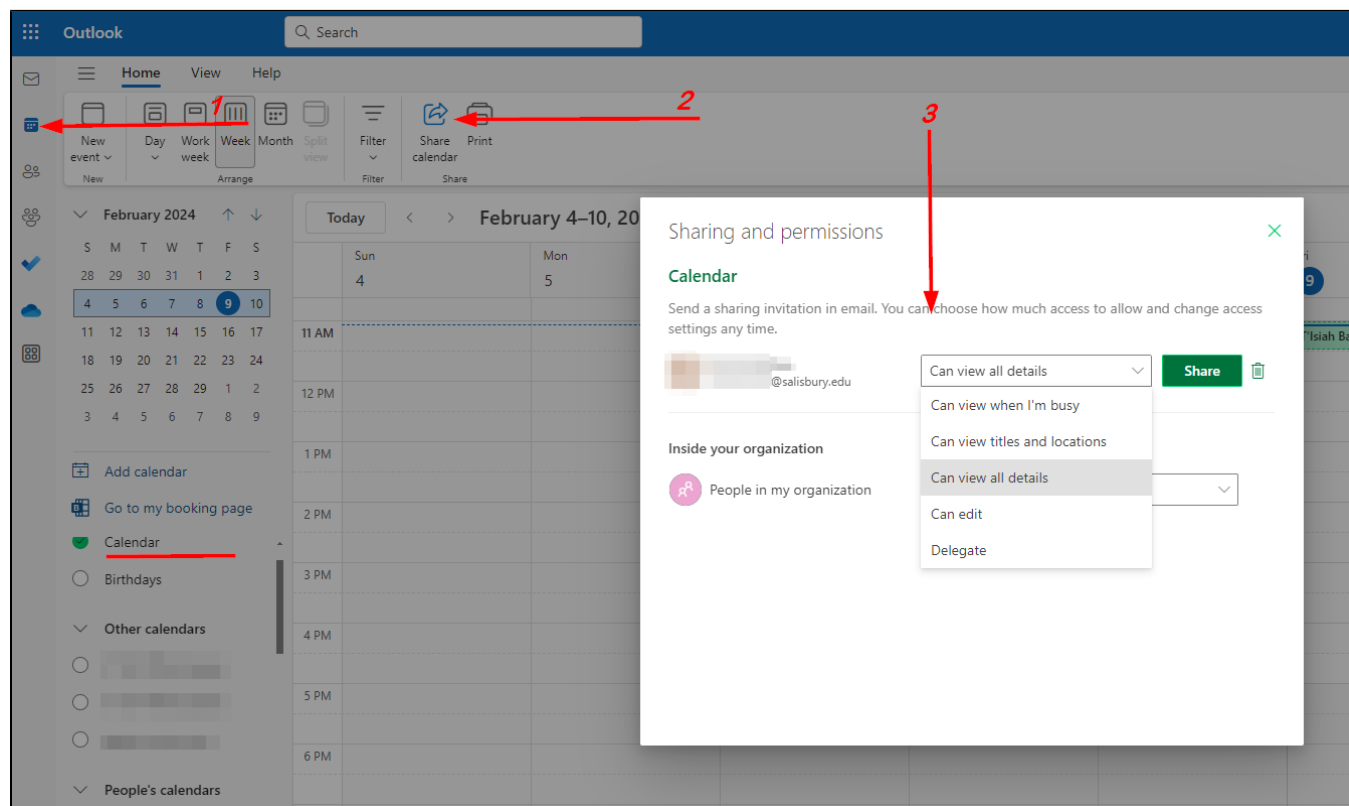 Outlook
Search
Home View Help
1
2
3
New event
Day
Work week
Week
Month
Split view
Filter
Share calendar
Print
New
Arrange
Filter
Share
February 2024
S M T W T F S
28 29 30 31 1 2 3
4 5 6 7 8 9 10
11 12 13 14 15 16 17
18 19 20 21 22 23 24
25 26 27 28 29 1 2
3 4 5 6 7 8 9
Add calendar
Go to my booking page
Calendar
Birthdays
Other calendars
People's calendars
Today
February 4–10, 20
Sun
4
Mon
5
ri
9
11 AM
12 PM
1 PM
2 PM
3 PM
4 PM
5 PM
6 PM
T'Isiah Ba
Sharing and permissions
Calendar
Send a sharing invitation in email. You can choose how much access to allow and change access
settings any time.
@salisbury.edu
Can view all details
Share
Can view when I'm busy
Can view titles and locations
Can view all details
Can edit
Delegate
Inside your organization
People in my organization